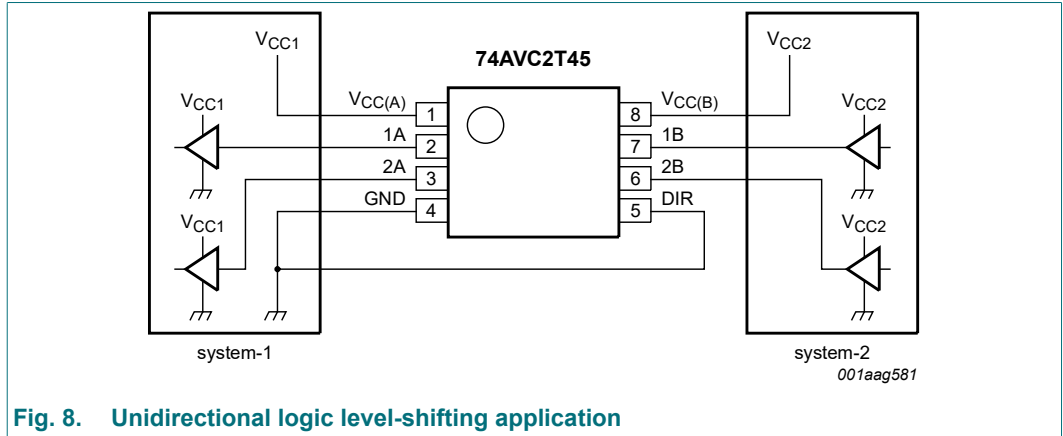 VCC1
VCC2
74AVC2T45
VCC1
VCC(A)
1
8
VCC(B)
VCC2
1A
2
7
1B
2A
3
6
2B
GND
4
5
DIR
VCC1
VCC2
system-1
system-2
001aag581
Fig. 8. Unidirectional logic level-shifting application